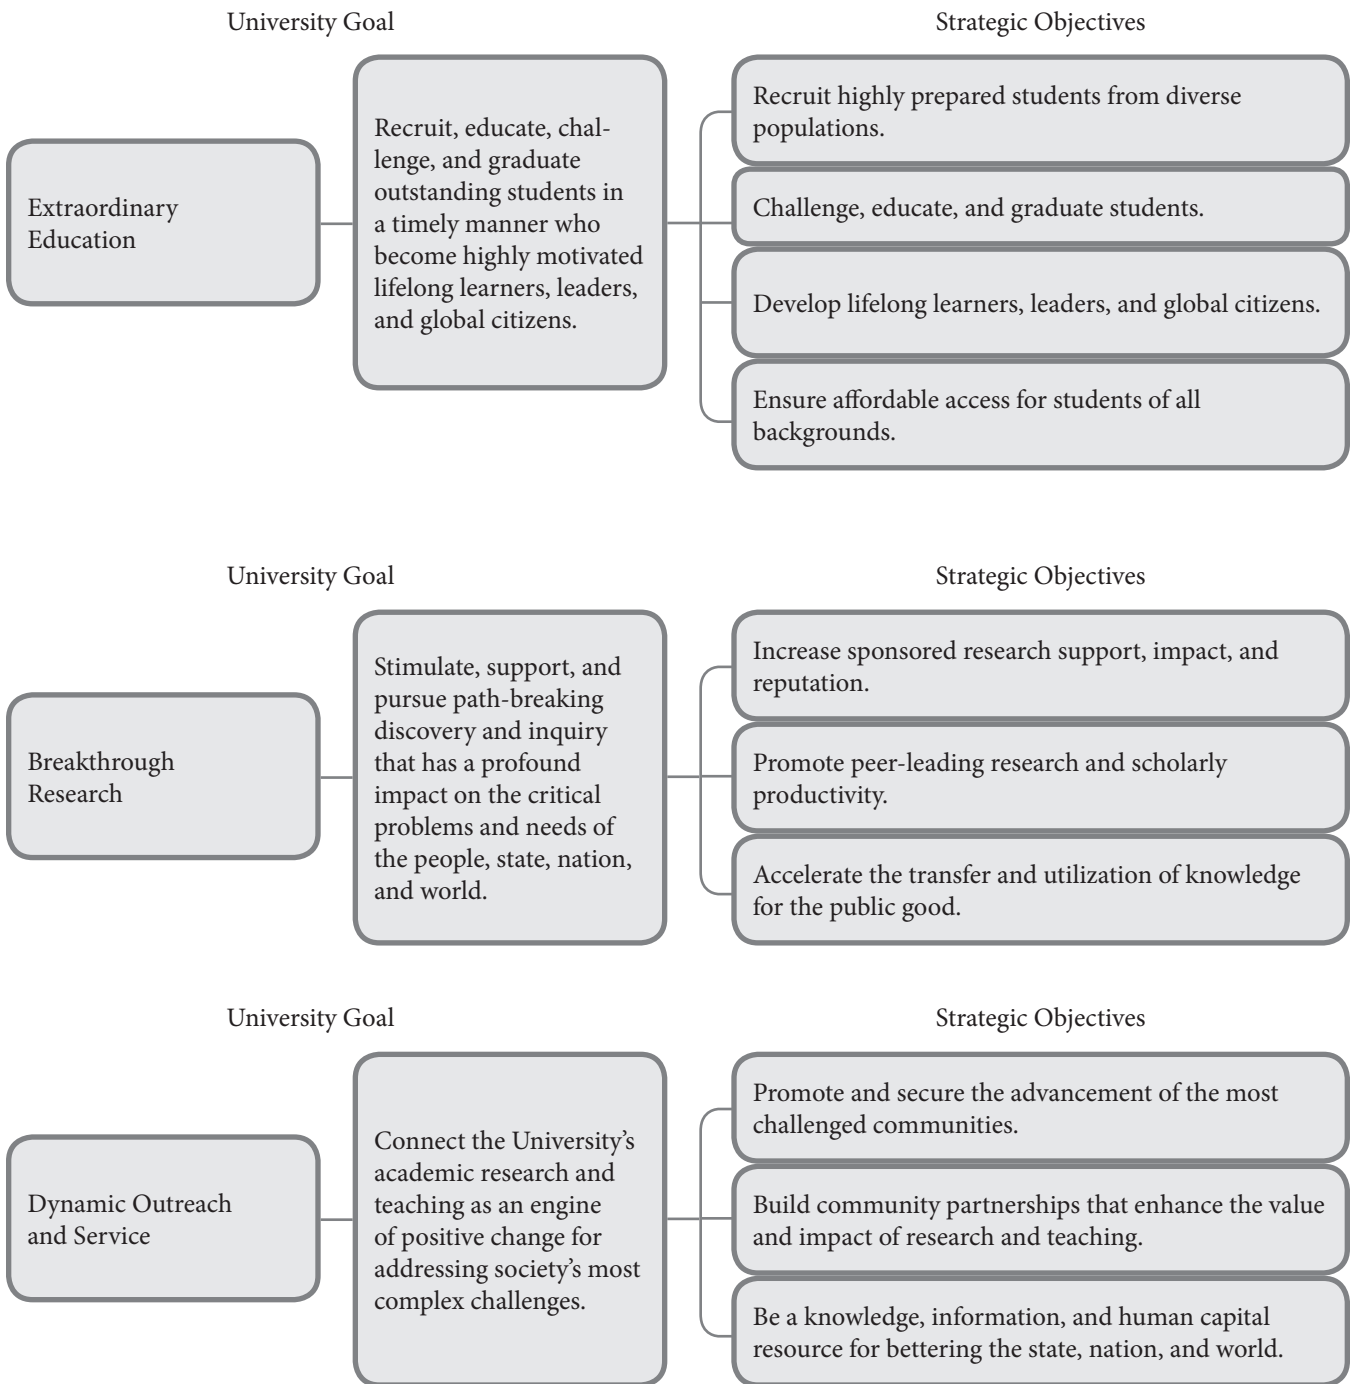 University Goal
Strategic Objectives
Extraordinary
Education
Recruit, educate, chal-
lenge, and graduate
outstanding students in
a timely manner who
become highly motivated
lifelong learners, leaders,
and global citizens.
Recruit highly prepared students from diverse
populations.
Challenge, educate, and graduate students.
Develop lifelong learners, leaders, and global citizens.
Ensure affordable access for students of all
backgrounds.
University Goal
Strategic Objectives
Breakthrough
Research
Stimulate, support, and
pursue path-breaking
discovery and inquiry
that has a profound
impact on the critical
problems and needs of
the people, state, nation,
and world.
Increase sponsored research support, impact, and
reputation.
Promote peer-leading research and scholarly
productivity.
Accelerate the transfer and utilization of knowledge
for the public good.
University Goal
Strategic Objectives
Dynamic Outreach
and Service
Connect the University’s
academic research and
teaching as an engine
of positive change for
addressing society’s most
complex challenges.
Promote and secure the advancement of the most
challenged communities.
Build community partnerships that enhance the value
and impact of research and teaching.
Be a knowledge, information, and human capital
resource for bettering the state, nation, and world.